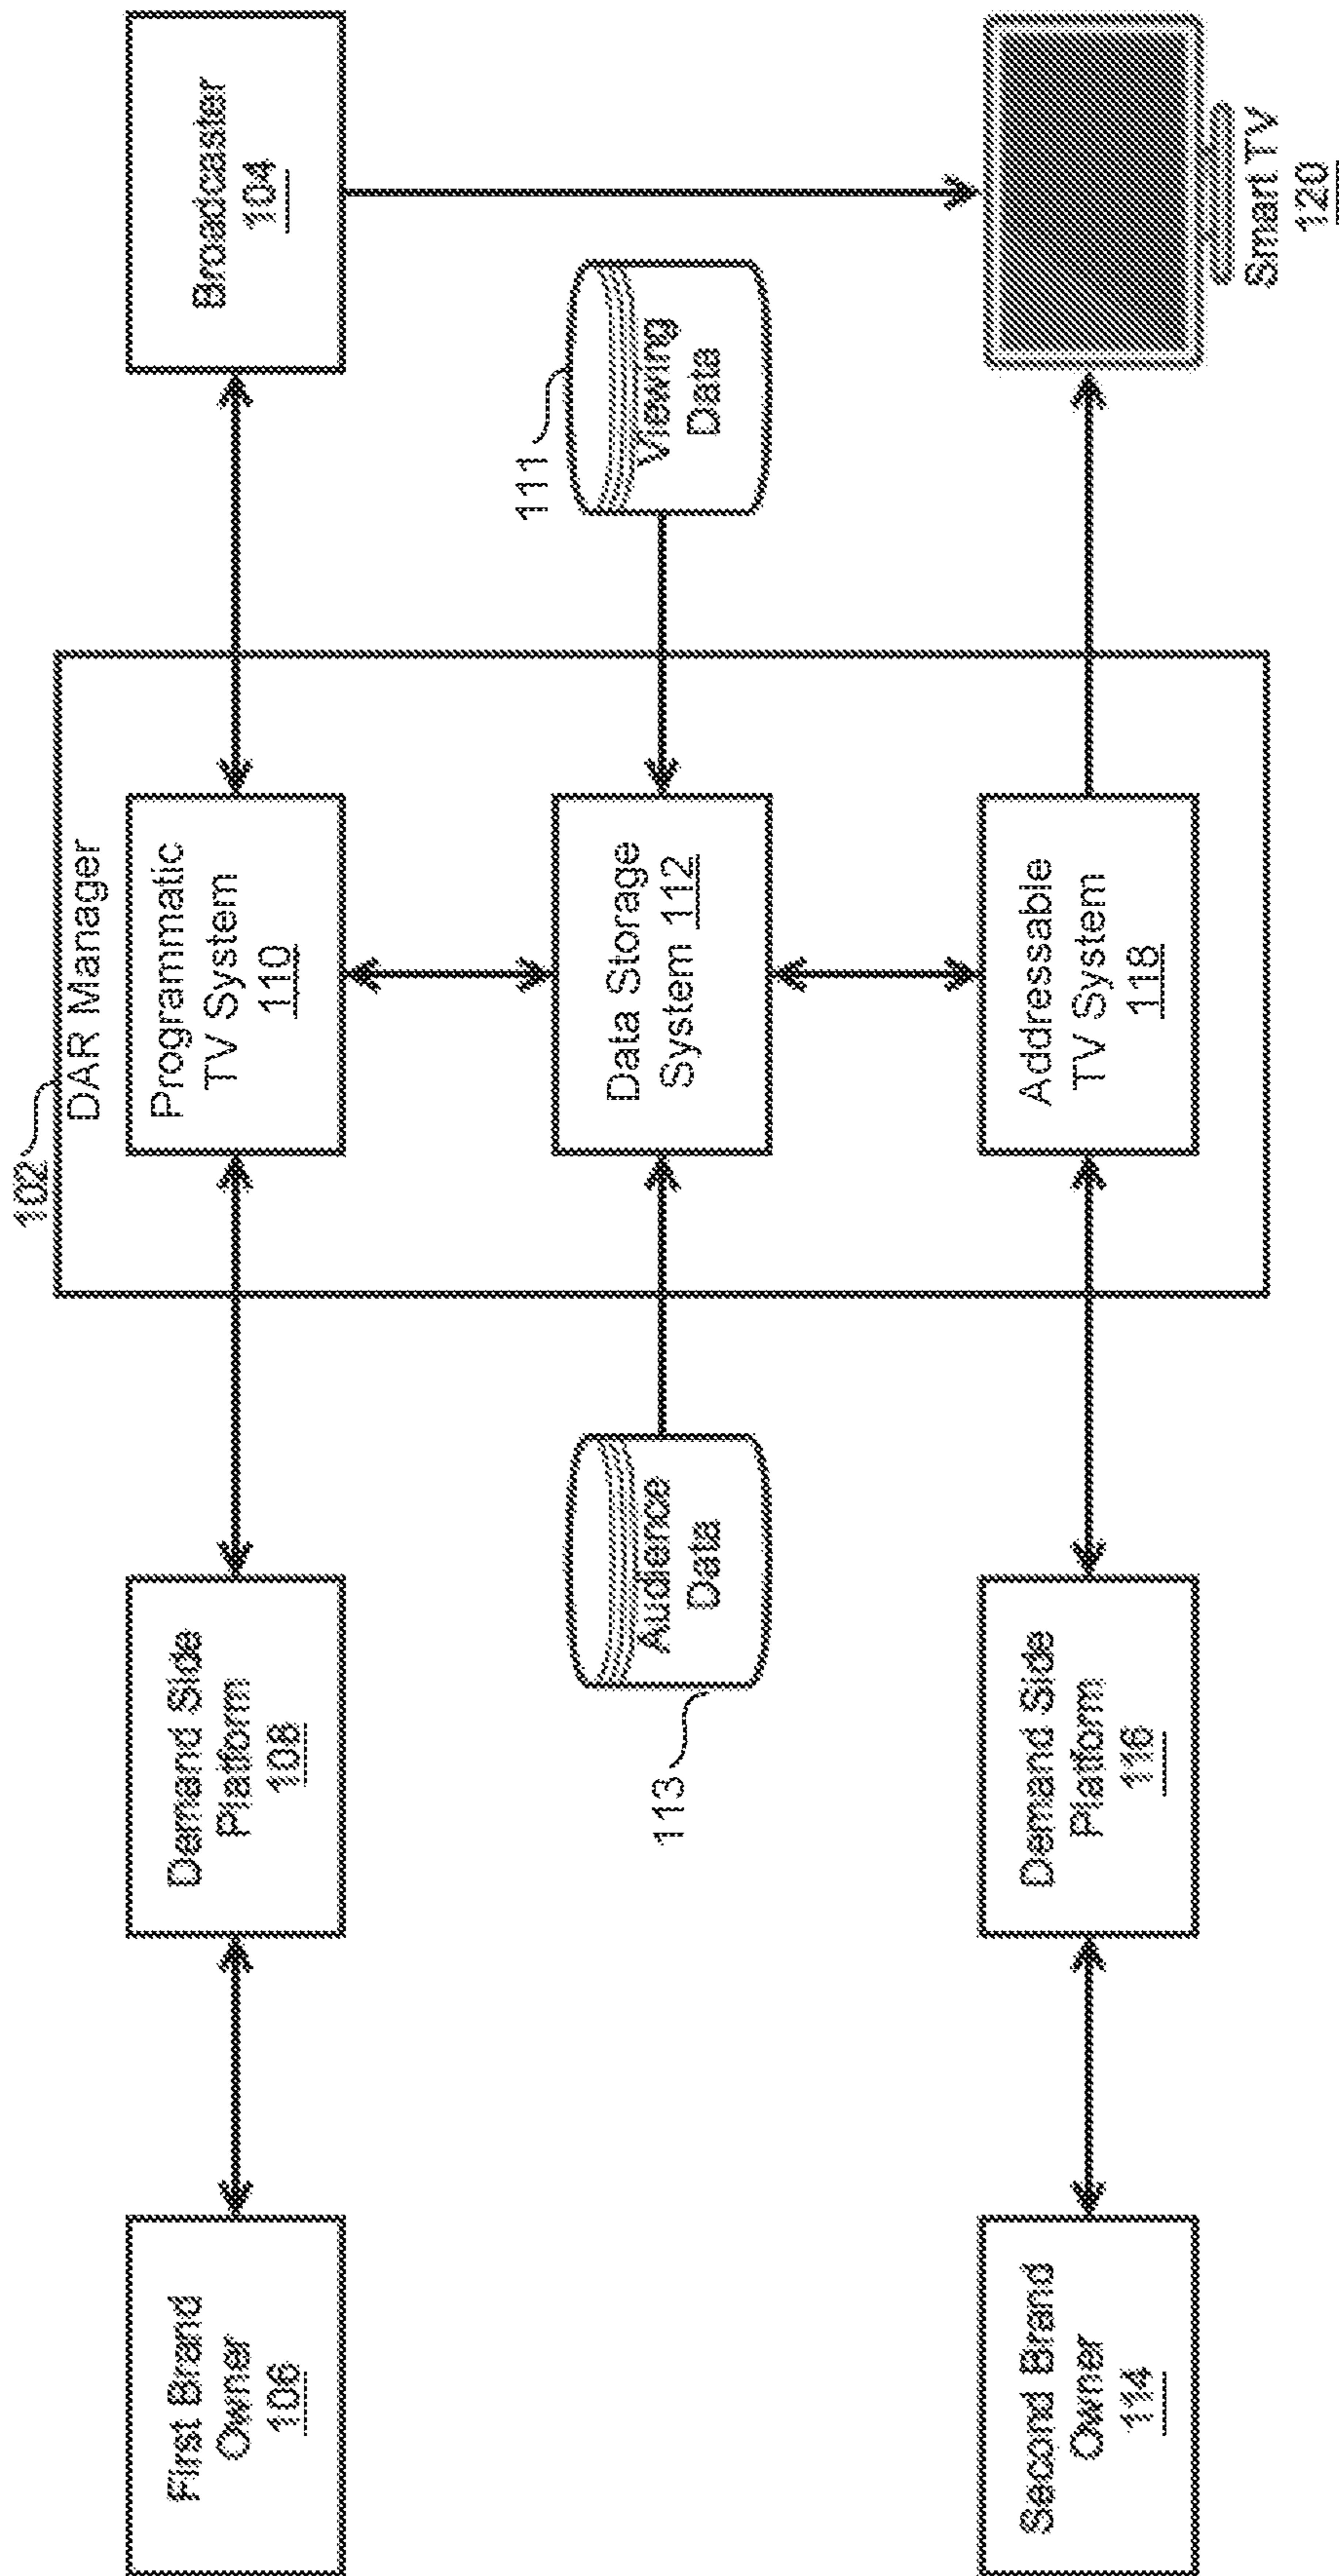 102
DAR Manager
First Brand
Owner
106
Demand Side
Platform
108
Programmatic
TV System
110
Broadcaster
104
113
Audience
Data
Data Storage
System 112
111
Viewing
Data
Second Brand
Owner
114
Demand Side
Platform
116
Addressable
TV System
118
Smart TV
120